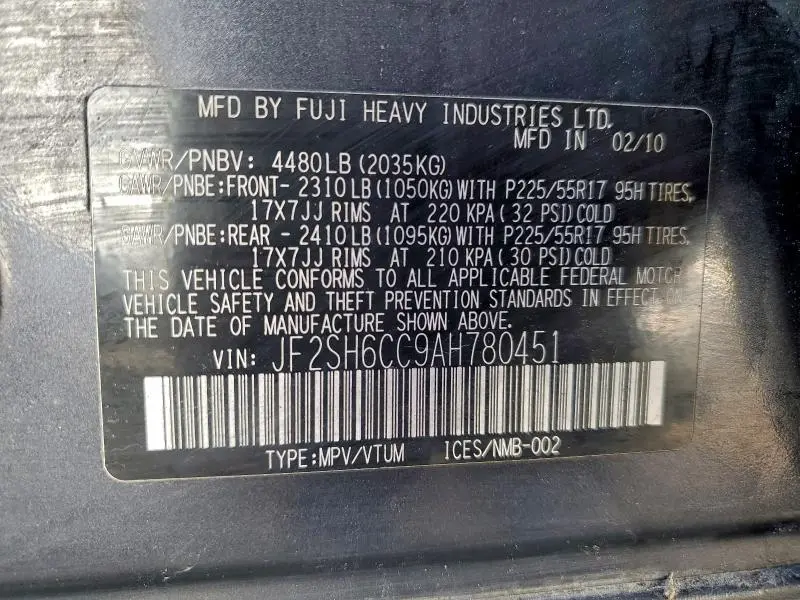 MFD BY FUJI HEAVY INDUSTRIES LTD.
MFD IN 02/10
GVWR/PNBV: 4480LB (2035KG)
GAWR/PNBE:FRONT- 2310LB (1050KG) WITH P225/55R17 95H TIRES,
17X7JJ RIMS AT 220 KPA (32 PSI) COLD
GAWR/PNBE:REAR - 2410LB (1095KG) WITH P225/55R17 95H TIRES,
17X7JJ RIMS AT 210 KPA (30 PSI) COLD
THIS VEHICLE CONFORMS TO ALL APPLICABLE FEDERAL MOTOR
VEHICLE SAFETY AND THEFT PREVENTION STANDARDS IN EFFECT ON
THE DATE OF MANUFACTURE SHOWN ABOVE.
VIN: JF2SH6CC9AH780451
TYPE:MPV/VTUM ICES/NMB-002